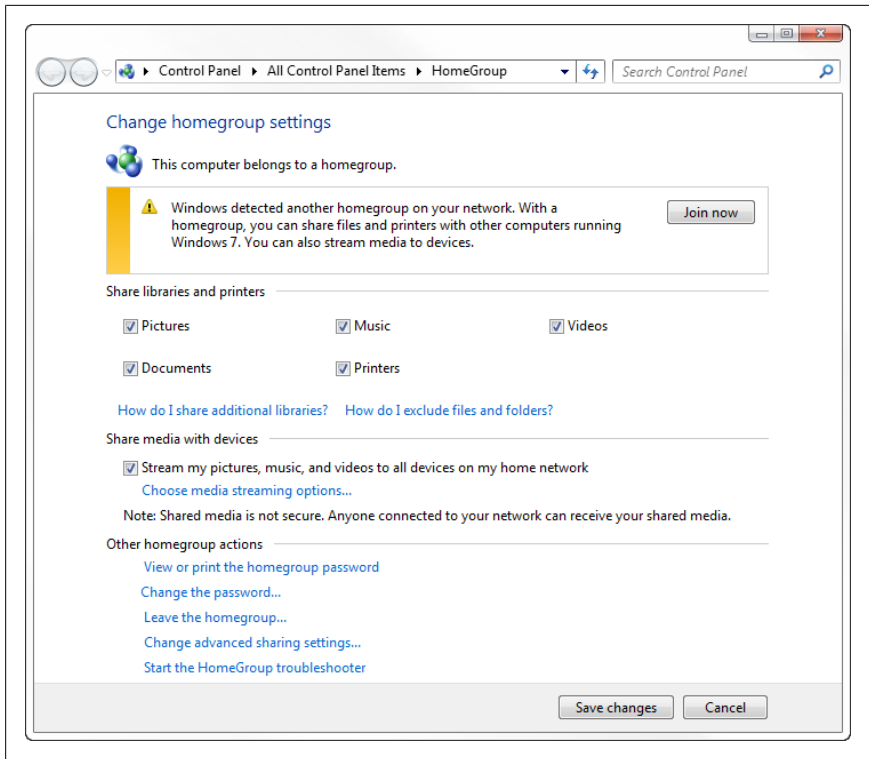 Control Panel ▸ All Control Panel Items ▸ HomeGroup
Search Control Panel
Change homegroup settings
This computer belongs to a homegroup.
Windows detected another homegroup on your network. With a
homegroup, you can share files and printers with other computers running
Windows 7. You can also stream media to devices.
Join now
Share libraries and printers
Pictures Music Videos
Documents Printers
How do I share additional libraries? How do I exclude files and folders?
Share media with devices
Stream my pictures, music, and videos to all devices on my home network
Choose media streaming options...
Note: Shared media is not secure. Anyone connected to your network can receive your shared media.
Other homegroup actions
View or print the homegroup password
Change the password...
Leave the homegroup...
Change advanced sharing settings...
Start the HomeGroup troubleshooter
Save changes Cancel